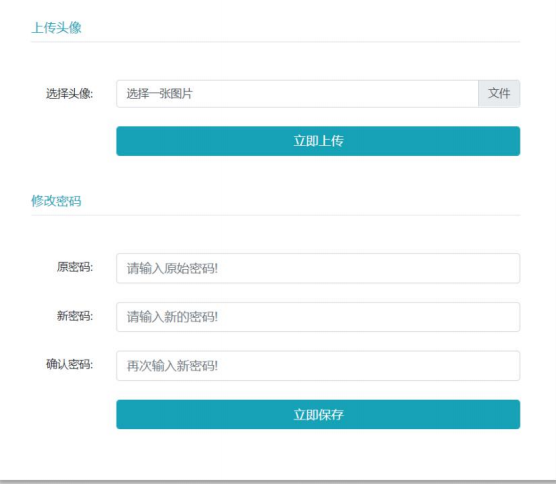 上传头像
选择头像: 选择一张图片 文件
立即上传
修改密码
原密码: 请输入原始密码!
新密码: 请输入新的密码!
确认密码: 再次输入新密码!
立即保存